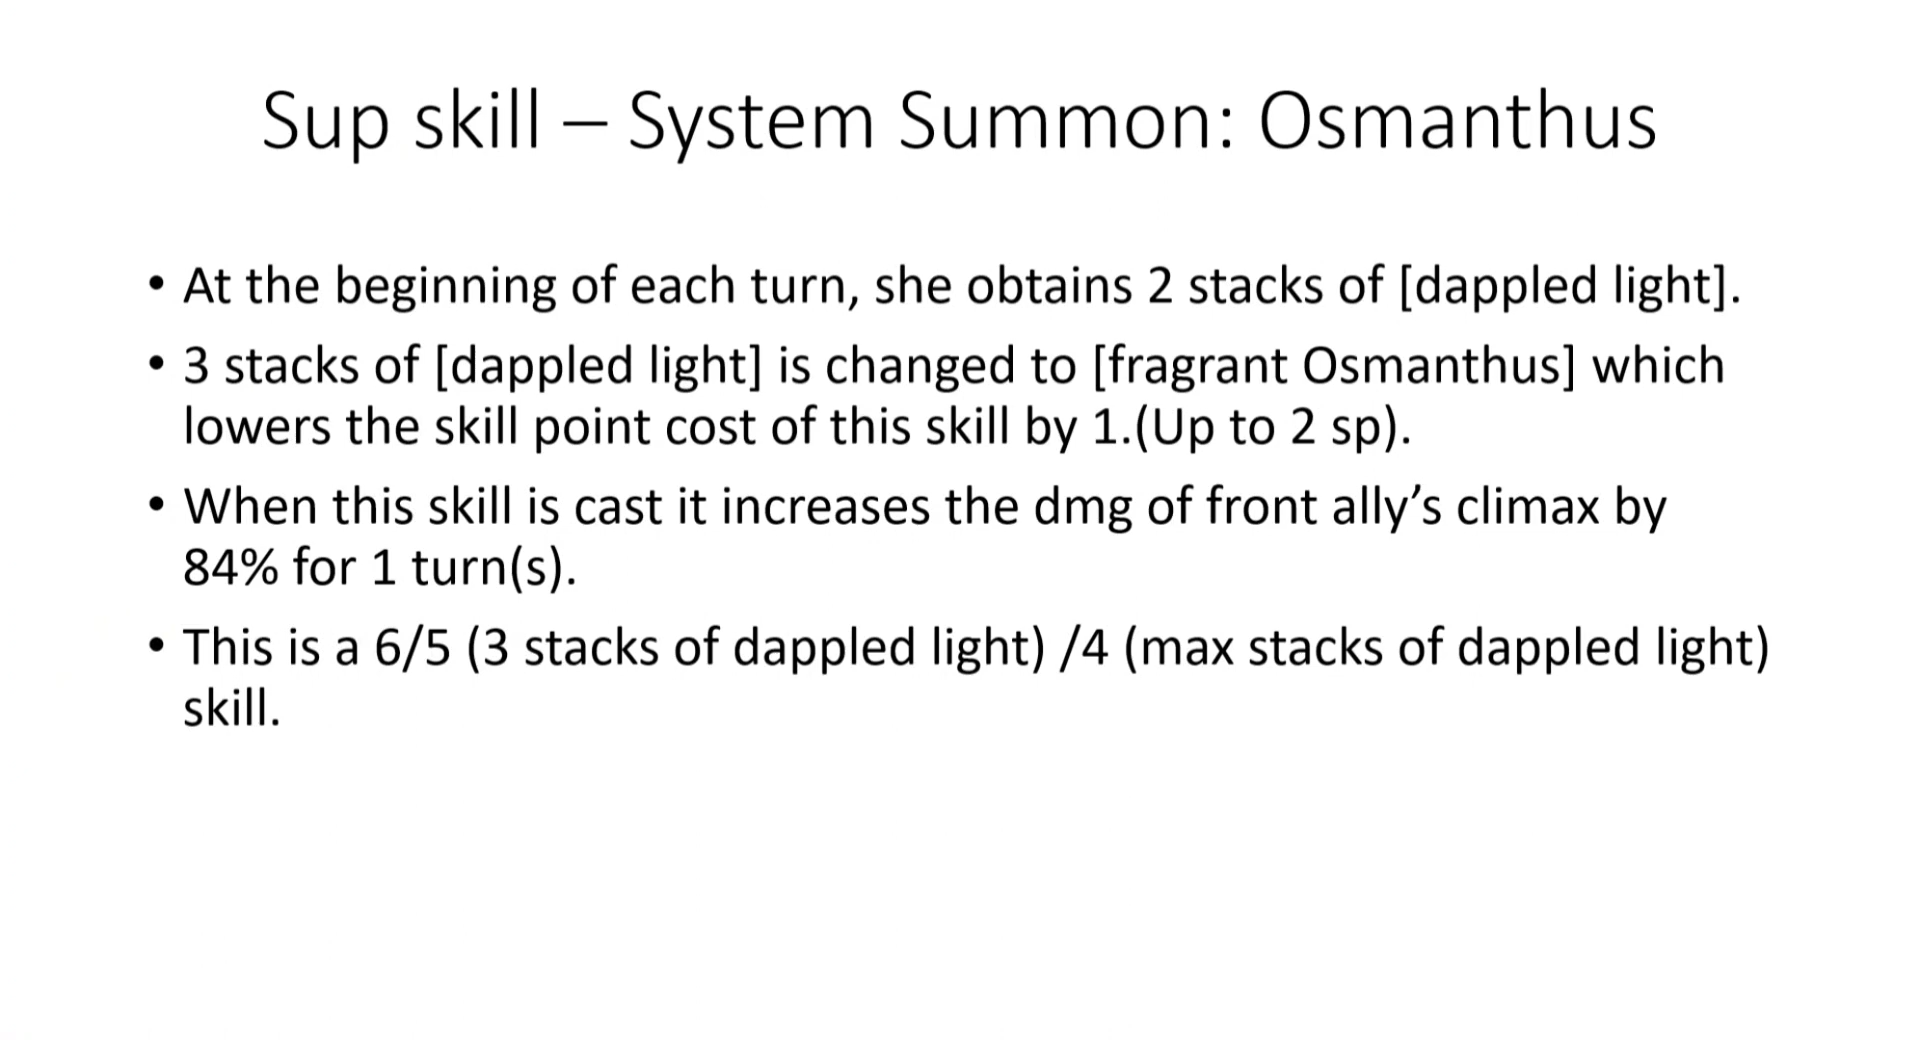 Sup skill – System Summon: Osmanthus
• At the beginning of each turn, she obtains 2 stacks of [dappled light].
• 3 stacks of [dappled light] is changed to [fragrant Osmanthus] which
lowers the skill point cost of this skill by 1.(Up to 2 sp).
• When this skill is cast it increases the dmg of front ally’s climax by
84% for 1 turn(s).
• This is a 6/5 (3 stacks of dappled light) /4 (max stacks of dappled light)
skill.